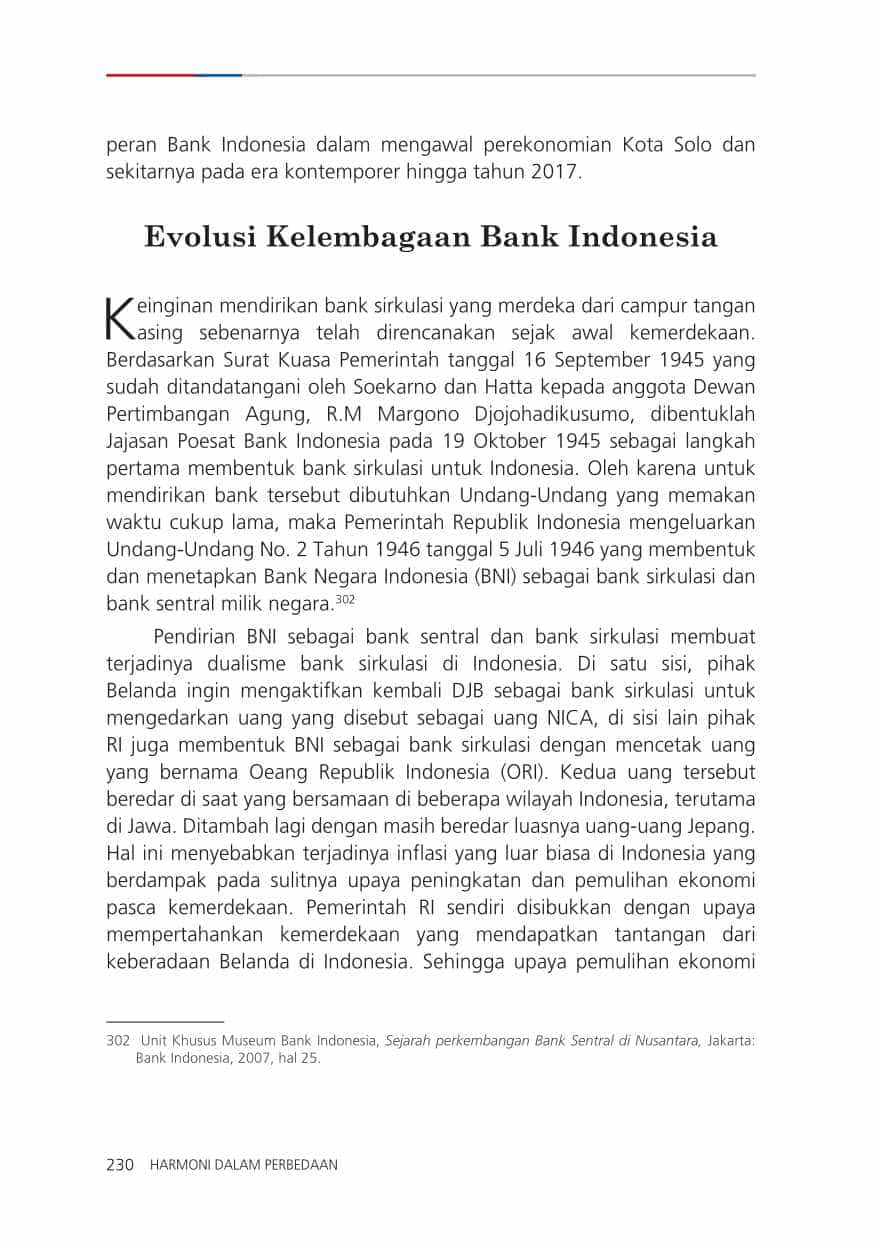 peran Bank Indonesia dalam mengawal perekonomian Kota Solo dan
sekitarnya pada era kontemporer hingga tahun 2017.
Evolusi Kelembagaan Bank Indonesia
Keinginan mendirikan bank sirkulasi yang merdeka dari campur tangan
asing sebenarnya telah direncanakan sejak awal kemerdekaan.
Berdasarkan Surat Kuasa Pemerintah tanggal 16 September 1945 yang
sudah ditandatangani oleh Soekarno dan Hatta kepada anggota Dewan
Pertimbangan Agung, R.M Margono Djojohadikusumo, dibentuklah
Jajasan Poesat Bank Indonesia pada 19 Oktober 1945 sebagai langkah
pertama membentuk bank sirkulasi untuk Indonesia. Oleh karena untuk
mendirikan bank tersebut dibutuhkan Undang-Undang yang memakan
waktu cukup lama, maka Pemerintah Republik Indonesia mengeluarkan
Undang-Undang No. 2 Tahun 1946 tanggal 5 Juli 1946 yang membentuk
dan menetapkan Bank Negara Indonesia (BNI) sebagai bank sirkulasi dan
bank sentral milik negara.302
Pendirian BNI sebagai bank sentral dan bank sirkulasi membuat
terjadinya dualisme bank sirkulasi di Indonesia. Di satu sisi, pihak
Belanda ingin mengaktifkan kembali DJB sebagai bank sirkulasi untuk
mengedarkan uang yang disebut sebagai uang NICA, di sisi lain pihak
RI juga membentuk BNI sebagai bank sirkulasi dengan mencetak uang
yang bernama Oeang Republik Indonesia (ORI). Kedua uang tersebut
beredar di saat yang bersamaan di beberapa wilayah Indonesia, terutama
di Jawa. Ditambah lagi dengan masih beredar luasnya uang-uang Jepang.
Hal ini menyebabkan terjadinya inflasi yang luar biasa di Indonesia yang
berdampak pada sulitnya upaya peningkatan dan pemulihan ekonomi
pasca kemerdekaan. Pemerintah RI sendiri disibukkan dengan upaya
mempertahankan kemerdekaan yang mendapatkan tantangan dari
keberadaan Belanda di Indonesia. Sehingga upaya pemulihan ekonomi
302 Unit Khusus Museum Bank Indonesia, Sejarah perkembangan Bank Sentral di Nusantara, Jakarta:
Bank Indonesia, 2007, hal 25.
230 HARMONI DALAM PERBEDAAN